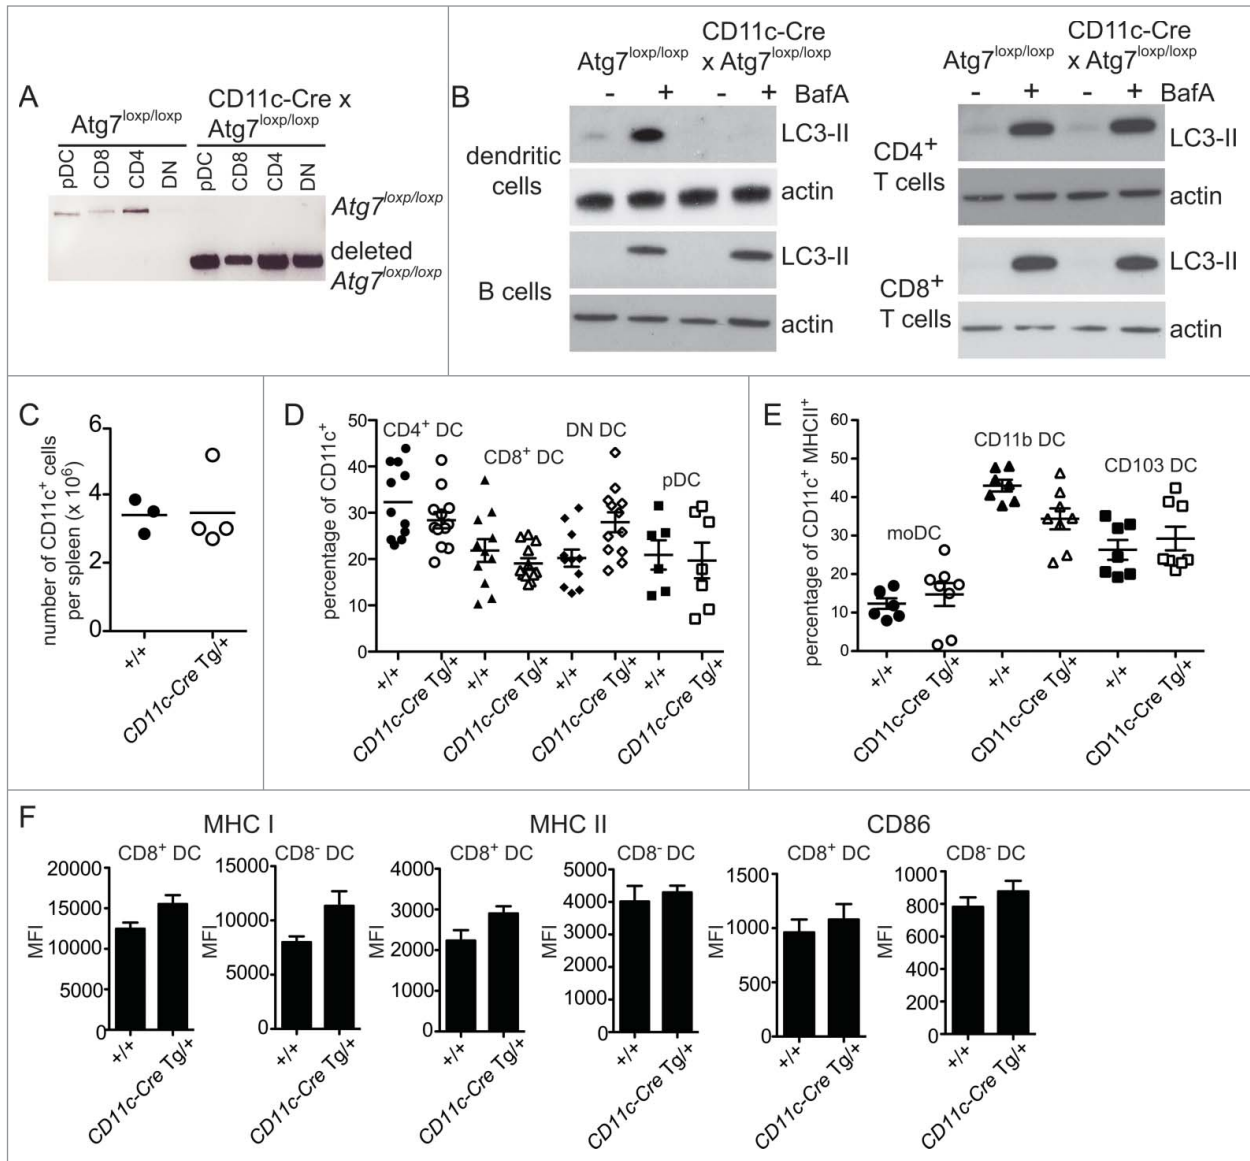 A
Atg7loxp/loxp
CD11c-Cre x
Atg7loxp/loxp
pDC CD8 CD4 DN pDC CD8 CD4 DN
Atg7loxp/loxp
deleted
Atg7loxp/loxp
B
Atg7loxp/loxp
CD11c-Cre
x Atg7loxp/loxp
- + - + BafA
dendritic
cells
LC3-II
actin
B cells
LC3-II
actin
Atg7loxp/loxp
CD11c-Cre
x Atg7loxp/loxp
- + - + BafA
CD4+
T cells
LC3-II
actin
CD8+
T cells
LC3-II
actin
C
number of CD11c+ cells
per spleen (x 10⁶)
6
4
2
0
+/+
CD11c-Cre Tg/+
D
percentage of CD11c+
50
40
30
20
10
0
CD4+ DC
CD8+ DC
DN DC
pDC
+/+
CD11c-Cre Tg/+
+/+
CD11c-Cre Tg/+
+/+
CD11c-Cre Tg/+
+/+
CD11c-Cre Tg/+
E
percentage of CD11c+ MHCII+
60
50
40
30
20
10
0
moDC
CD11b DC
CD103 DC
+/+
CD11c-Cre Tg/+
+/+
CD11c-Cre Tg/+
+/+
CD11c-Cre Tg/+
F
MHC I
CD8+ DC
MFI
20000
15000
10000
5000
0
+/+
CD11c-Cre Tg/+
CD8- DC
MFI
15000
10000
5000
0
+/+
CD11c-Cre Tg/+
MHC II
CD8+ DC
MFI
4000
3000
2000
1000
0
+/+
CD11c-Cre Tg/+
CD8- DC
MFI
5000
4000
3000
2000
1000
0
+/+
CD11c-Cre Tg/+
CD86
CD8+ DC
MFI
1500
1000
500
0
+/+
CD11c-Cre Tg/+
CD8- DC
MFI
1000
800
600
400
200
0
+/+
CD11c-Cre Tg/+